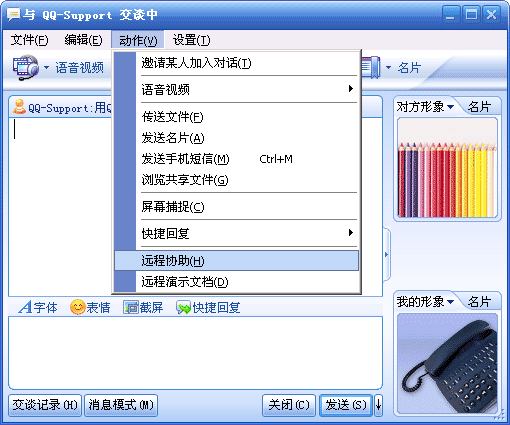 与 QQ-Support 交谈中
文件(F) 编辑(E) 动作(V) 设置(T)
语音视频
名片
邀请某人加入对话(I)
语音视频
传送文件(F)
发送名片(A)
发送手机短信(M) Ctrl+M
浏览共享文件(G)
屏幕捕捉(C)
快捷回复
远程协助(H)
远程演示文档(D)
QQ-Support:用Q
对方形象 名片
我的形象 名片
A字体 表情 截屏 快捷回复
交谈记录(H) 消息模式(M) 关闭(C) 发送(S)